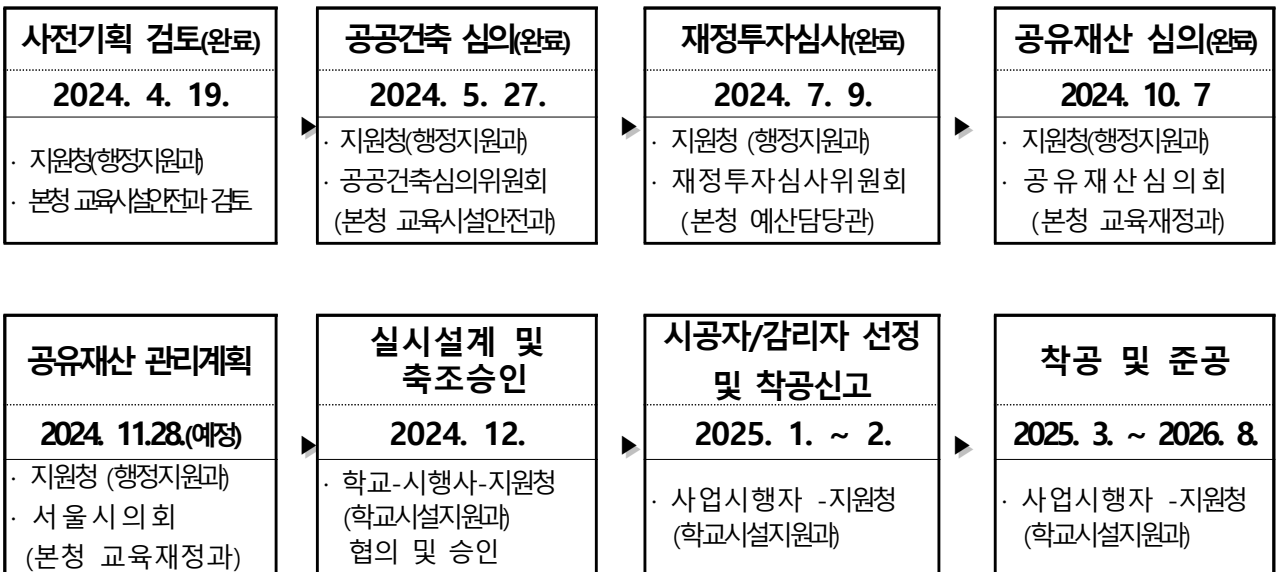 사전기획 검토(완료)
2024. 4. 19.
· 지원청(행정지원과)
· 본청 교육시설안전과 검토
▶
공공건축 심의(완료)
2024. 5. 27.
· 지원청(행정지원과)
· 공공건축심의위원회
(본청 교육시설안전과)
▶
재정투자심사(완료)
2024. 7. 9.
· 지원청 (행정지원과)
· 재정투자심사위원회
(본청 예산담당관)
▶
공유재산 심의(완료)
2024. 10. 7
· 지원청(행정지원과)
· 공유재산심의회
(본청 교육재정과)
공유재산 관리계획
2024. 11.28.(예정)
· 지원청 (행정지원과)
· 서울시의회
(본청 교육재정과)
▶
실시설계 및
축조승인
2024. 12.
· 학교-시행사-지원청
(학교시설지원과)
협의 및 승인
▶
시공자/감리자 선정
및 착공신고
2025. 1. ~ 2.
· 사업시행자 -지원청
(학교시설지원과)
▶
착공 및 준공
2025. 3. ~ 2026. 8.
· 사업시행자 -지원청
(학교시설지원과)